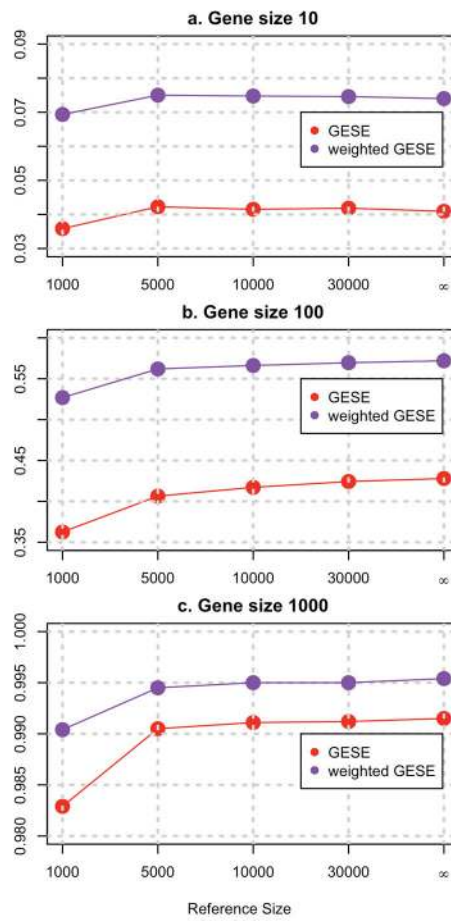 a. Gene size 10
0.09
0.07
0.05
0.03
GESE
weighted GESE
1000 5000 10000 30000 ∞
b. Gene size 100
0.55
0.45
0.35
GESE
weighted GESE
1000 5000 10000 30000 ∞
c. Gene size 1000
1.000
0.995
0.990
0.985
0.980
GESE
weighted GESE
1000 5000 10000 30000 ∞
Reference Size